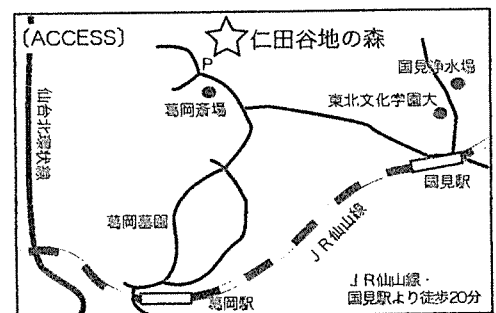 〔ACCESS〕
仁田谷地の森
P
国見浄水場
東北文化学園大
葛岡斎場
仙台北環状線
国見駅
葛岡墓園
JR仙山線
葛岡駅
JR仙山線・
国見駅より徒歩20分